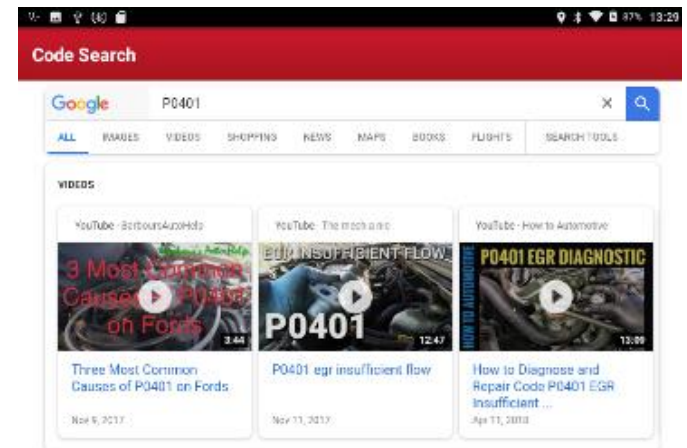 87% 13:29
Code Search
Google P0401
ALL IMAGES VIDEOS SHOPPING NEWS MAPS BOOKS FLIGHTS SEARCH TOOLS
VIDEOS
YouTube - BarboursAutoHelp
3 Most Common
Causes of P0401
on Fords
3:44
Three Most Common
Causes of P0401 on Fords
Nov 9, 2017
YouTube - The mechanic
EGR INSUFFICIENT FLOW
P0401
12:47
P0401 egr insufficient flow
Nov 11, 2017
YouTube - How to Automotive
HOW TO AUTOMOTIVE
P0401 EGR DIAGNOSTIC
13:09
How to Diagnose and
Repair Code P0401 EGR
Insufficient ...
Apr 11, 2018